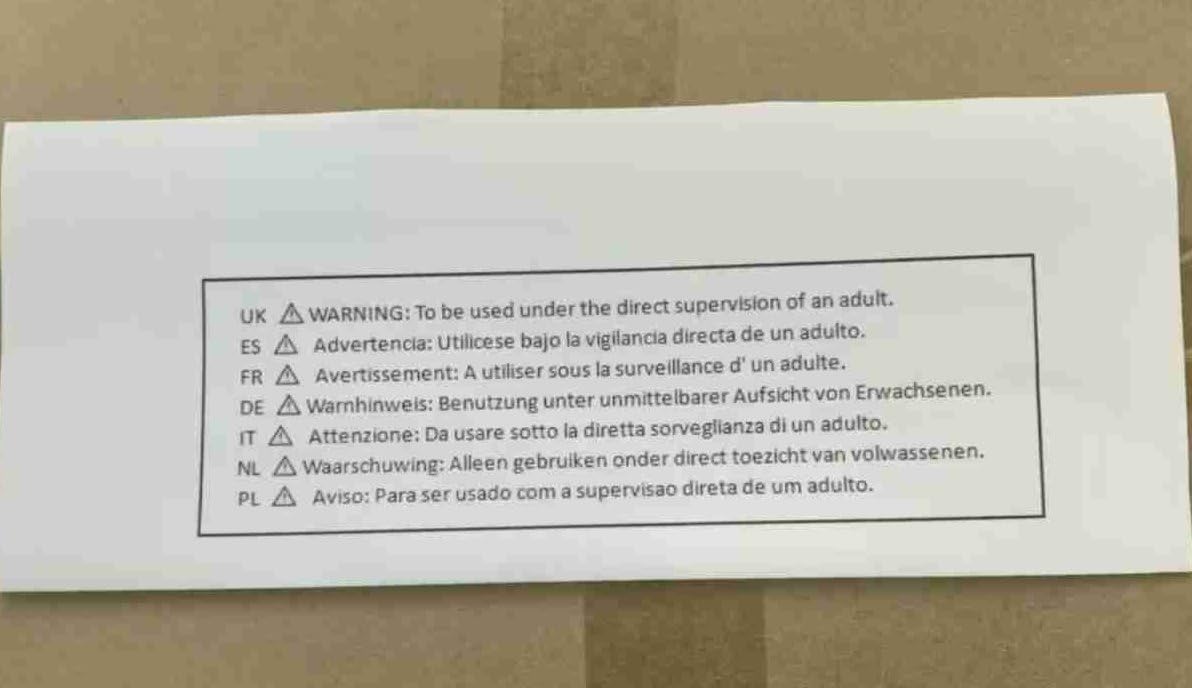 UK ⚠ WARNING: To be used under the direct supervision of an adult.
ES ⚠ Advertencia: Utilicese bajo la vigilancia directa de un adulto.
FR ⚠ Avertissement: A utiliser sous la surveillance d' un adulte.
DE ⚠ Warnhinweis: Benutzung unter unmittelbarer Aufsicht von Erwachsenen.
IT ⚠ Attenzione: Da usare sotto la diretta sorveglianza di un adulto.
NL ⚠ Waarschuwing: Alleen gebruiken onder direct toezicht van volwassenen.
PL ⚠ Aviso: Para ser usado com a supervisao direta de um adulto.